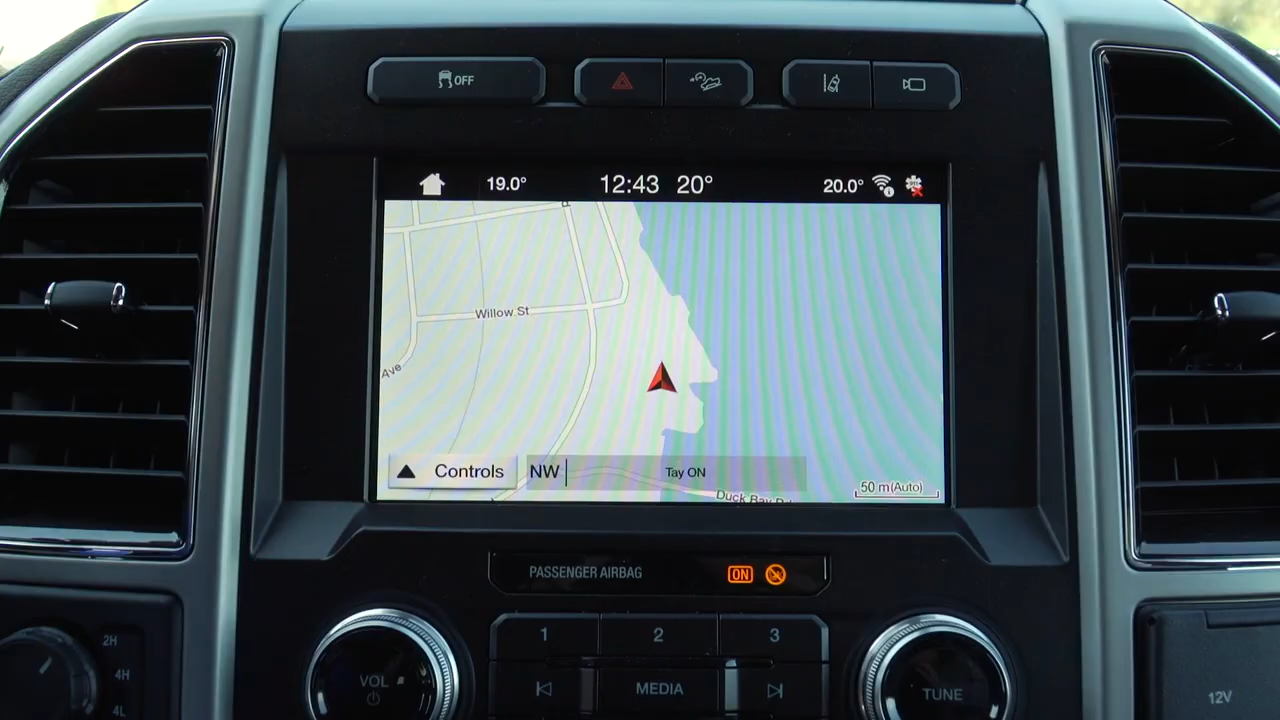 OFF
19.0°
12:43 20°
20.0°
Willow St
Ave
Controls
NW
Tay ON
50 m(Auto)
Duck Bay
PASSENGER AIRBAG
ON
1
2
3
VOL
MEDIA
TUNE
2H
4H
4L
12V